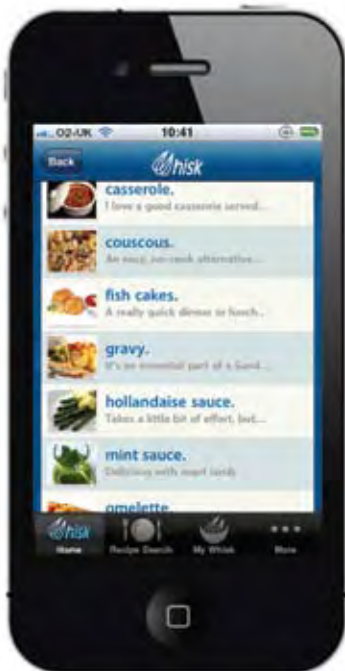 O2-UK 10:41
Back Whisk
casserole.
I love a good casserole served...
couscous.
An easy, no-cook alternative...
fish cakes.
A really quick dinner or lunch...
gravy.
It's an essential part of a Sund...
hollandaise sauce.
Takes a little bit of effort, but...
mint sauce.
Delicious with roast lamb
omelette.
Whisk
Home Recipe Search My Whisk More